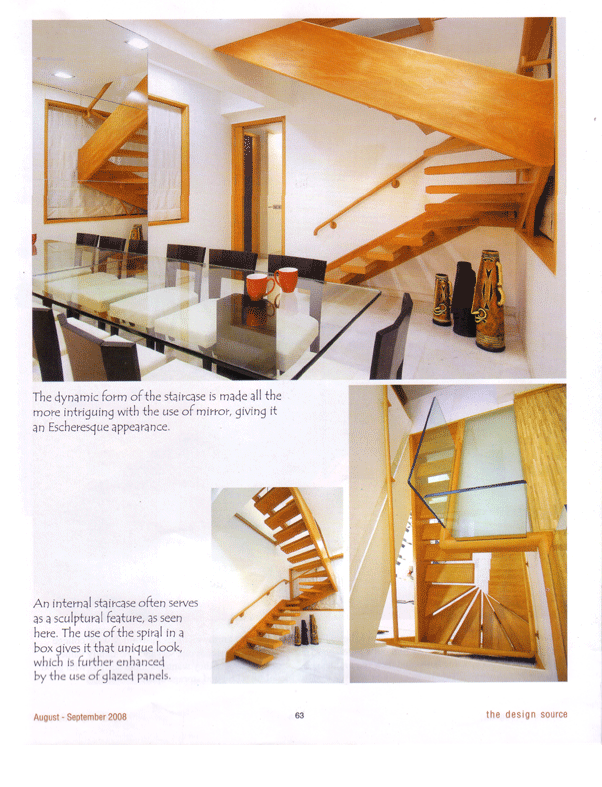 The dynamic form of the staircase is made all the
more intriguing with the use of mirror, giving it
an Escheresque appearance.
An internal staircase often serves
as a sculptural feature, as seen
here. The use of the spiral in a
box gives it that unique look,
which is further enhanced
by the use of glazed panels.
August - September 2008
63
the design source